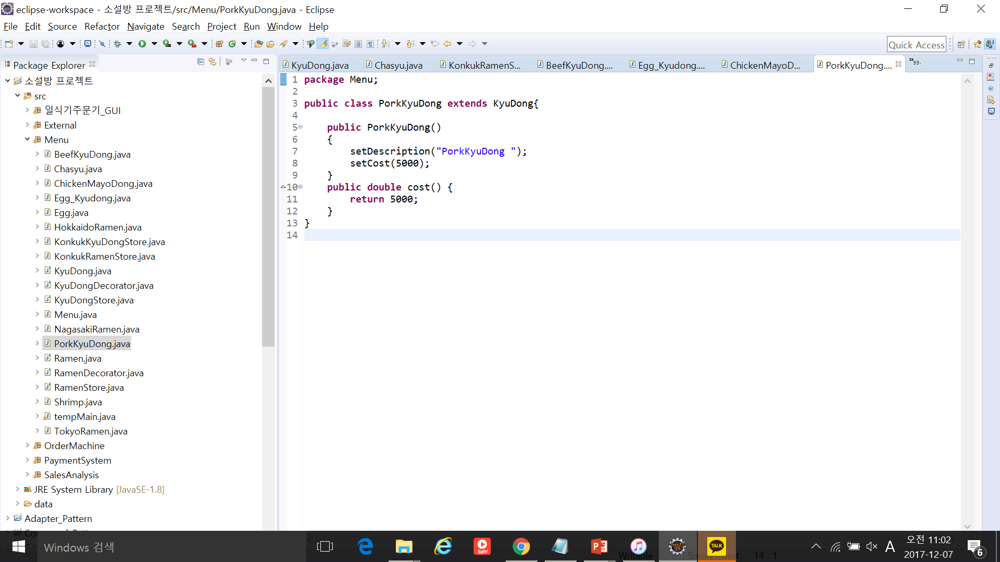 eclipse-workspace - 소설방 프로젝트/src/Menu/PorkKyuDong.java - Eclipse
File Edit Source Refactor Navigate Search Project Run Window Help
Quick Access
Package Explorer
소설방 프로젝트
src
일식기주문기_GUI
External
Menu
BeefKyuDong.java
Chasyu.java
ChickenMayoDong.java
Egg_Kyudong.java
Egg.java
HokkaidoRamen.java
KonkukKyuDongStore.java
KonkukRamenStore.java
KyuDong.java
KyuDongDecorator.java
KyuDongStore.java
Menu.java
NagasakiRamen.java
PorkKyuDong.java
Ramen.java
RamenDecorator.java
RamenStore.java
Shrimp.java
tempMain.java
TokyoRamen.java
OrderMachine
PaymentSystem
SalesAnalysis
JRE System Library [JavaSE-1.8]
data
Adapter_Pattern
KyuDong.java Chasyu.java KonkukRamenS... BeefKyuDong.... Egg_Kyudong.... ChickenMayoD... PorkKyuDong.... »99+
1 package Menu;
2
3 public class PorkKyuDong extends KyuDong{
4
5 public PorkKyuDong()
6 {
7 setDescription("PorkKyuDong ");
8 setCost(5000);
9 }
10 public double cost() {
11 return 5000;
12 }
13 }
14
Writable Smart Insert 14 : 1
Windows 검색
BUGS!
Java EE IDE
TALK
A
오전 11:02
2017-12-07
6